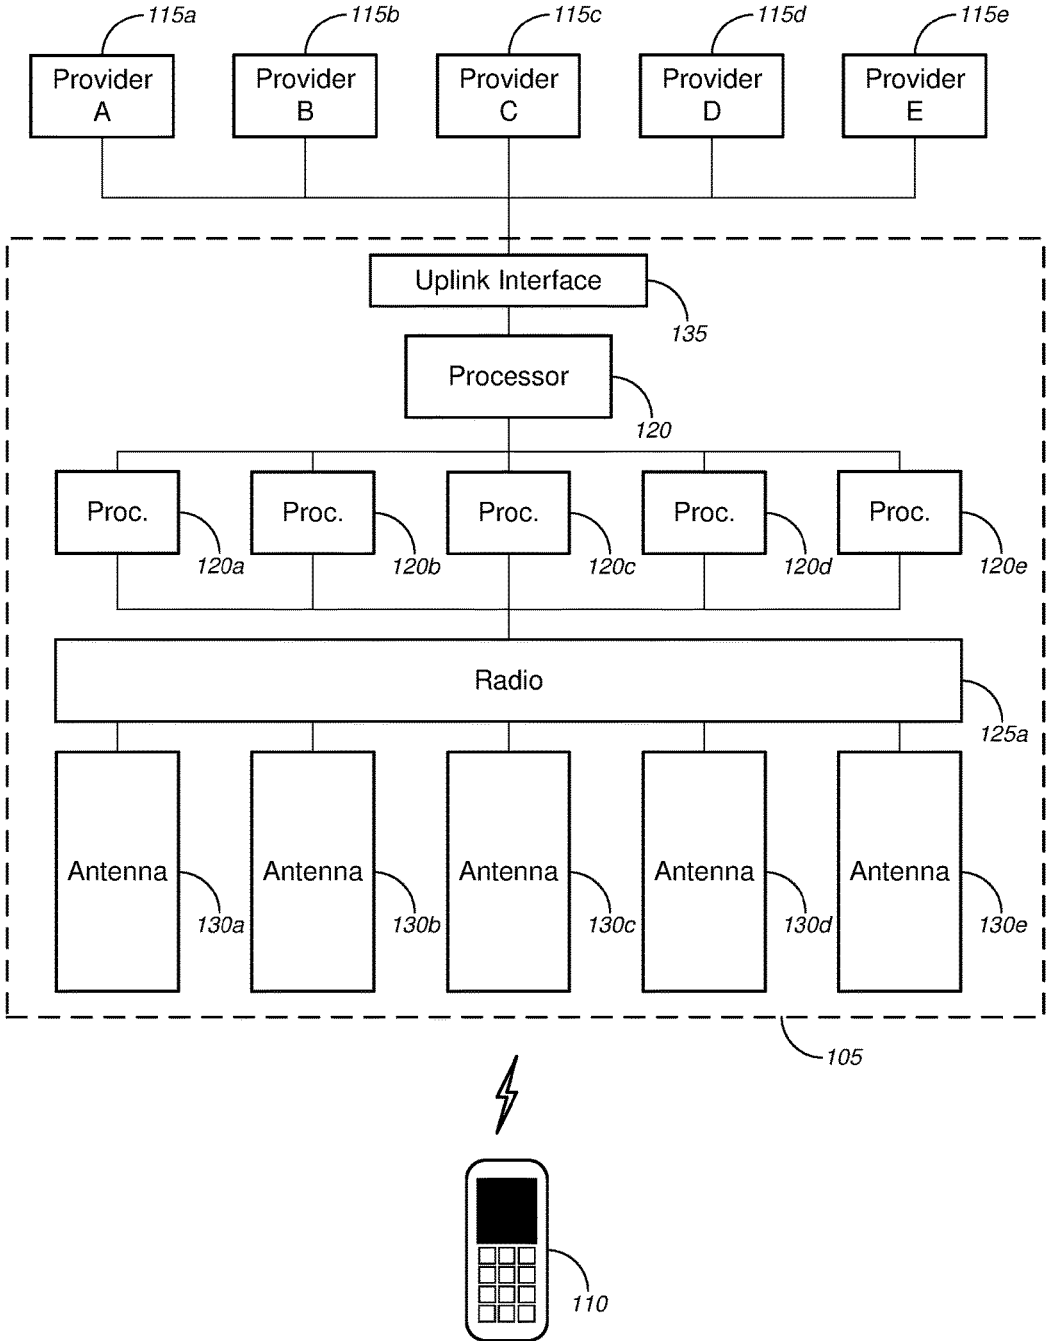 115a 115b 115c 115d 115e
Provider A
Provider B
Provider C
Provider D
Provider E
Uplink Interface
135
Processor
120
Proc. Proc. Proc. Proc. Proc.
120a 120b 120c 120d 120e
Radio
125a
Antenna Antenna Antenna Antenna Antenna
130a 130b 130c 130d 130e
105
110